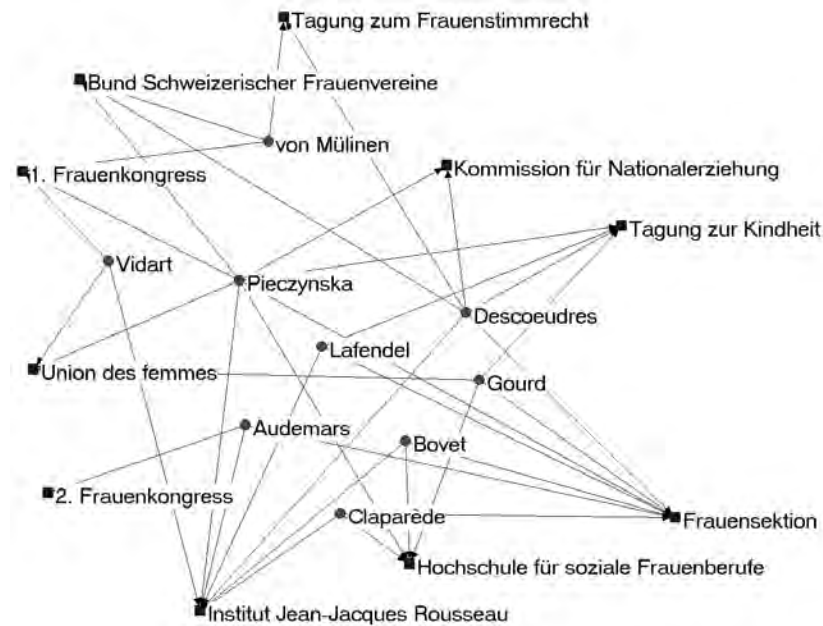 Tagung zum Frauenstimmrecht
Bund Schweizerischer Frauenvereine
von Mülinen
1. Frauenkongress
Kommission für Nationalerziehung
Tagung zur Kindheit
Vidart
Pieczynska
Descoeudres
Lafendel
Union des femmes
Gourd
Audemars
Bovet
2. Frauenkongress
Claparède
Frauensektion
Hochschule für soziale Frauenberufe
Institut Jean-Jacques Rousseau